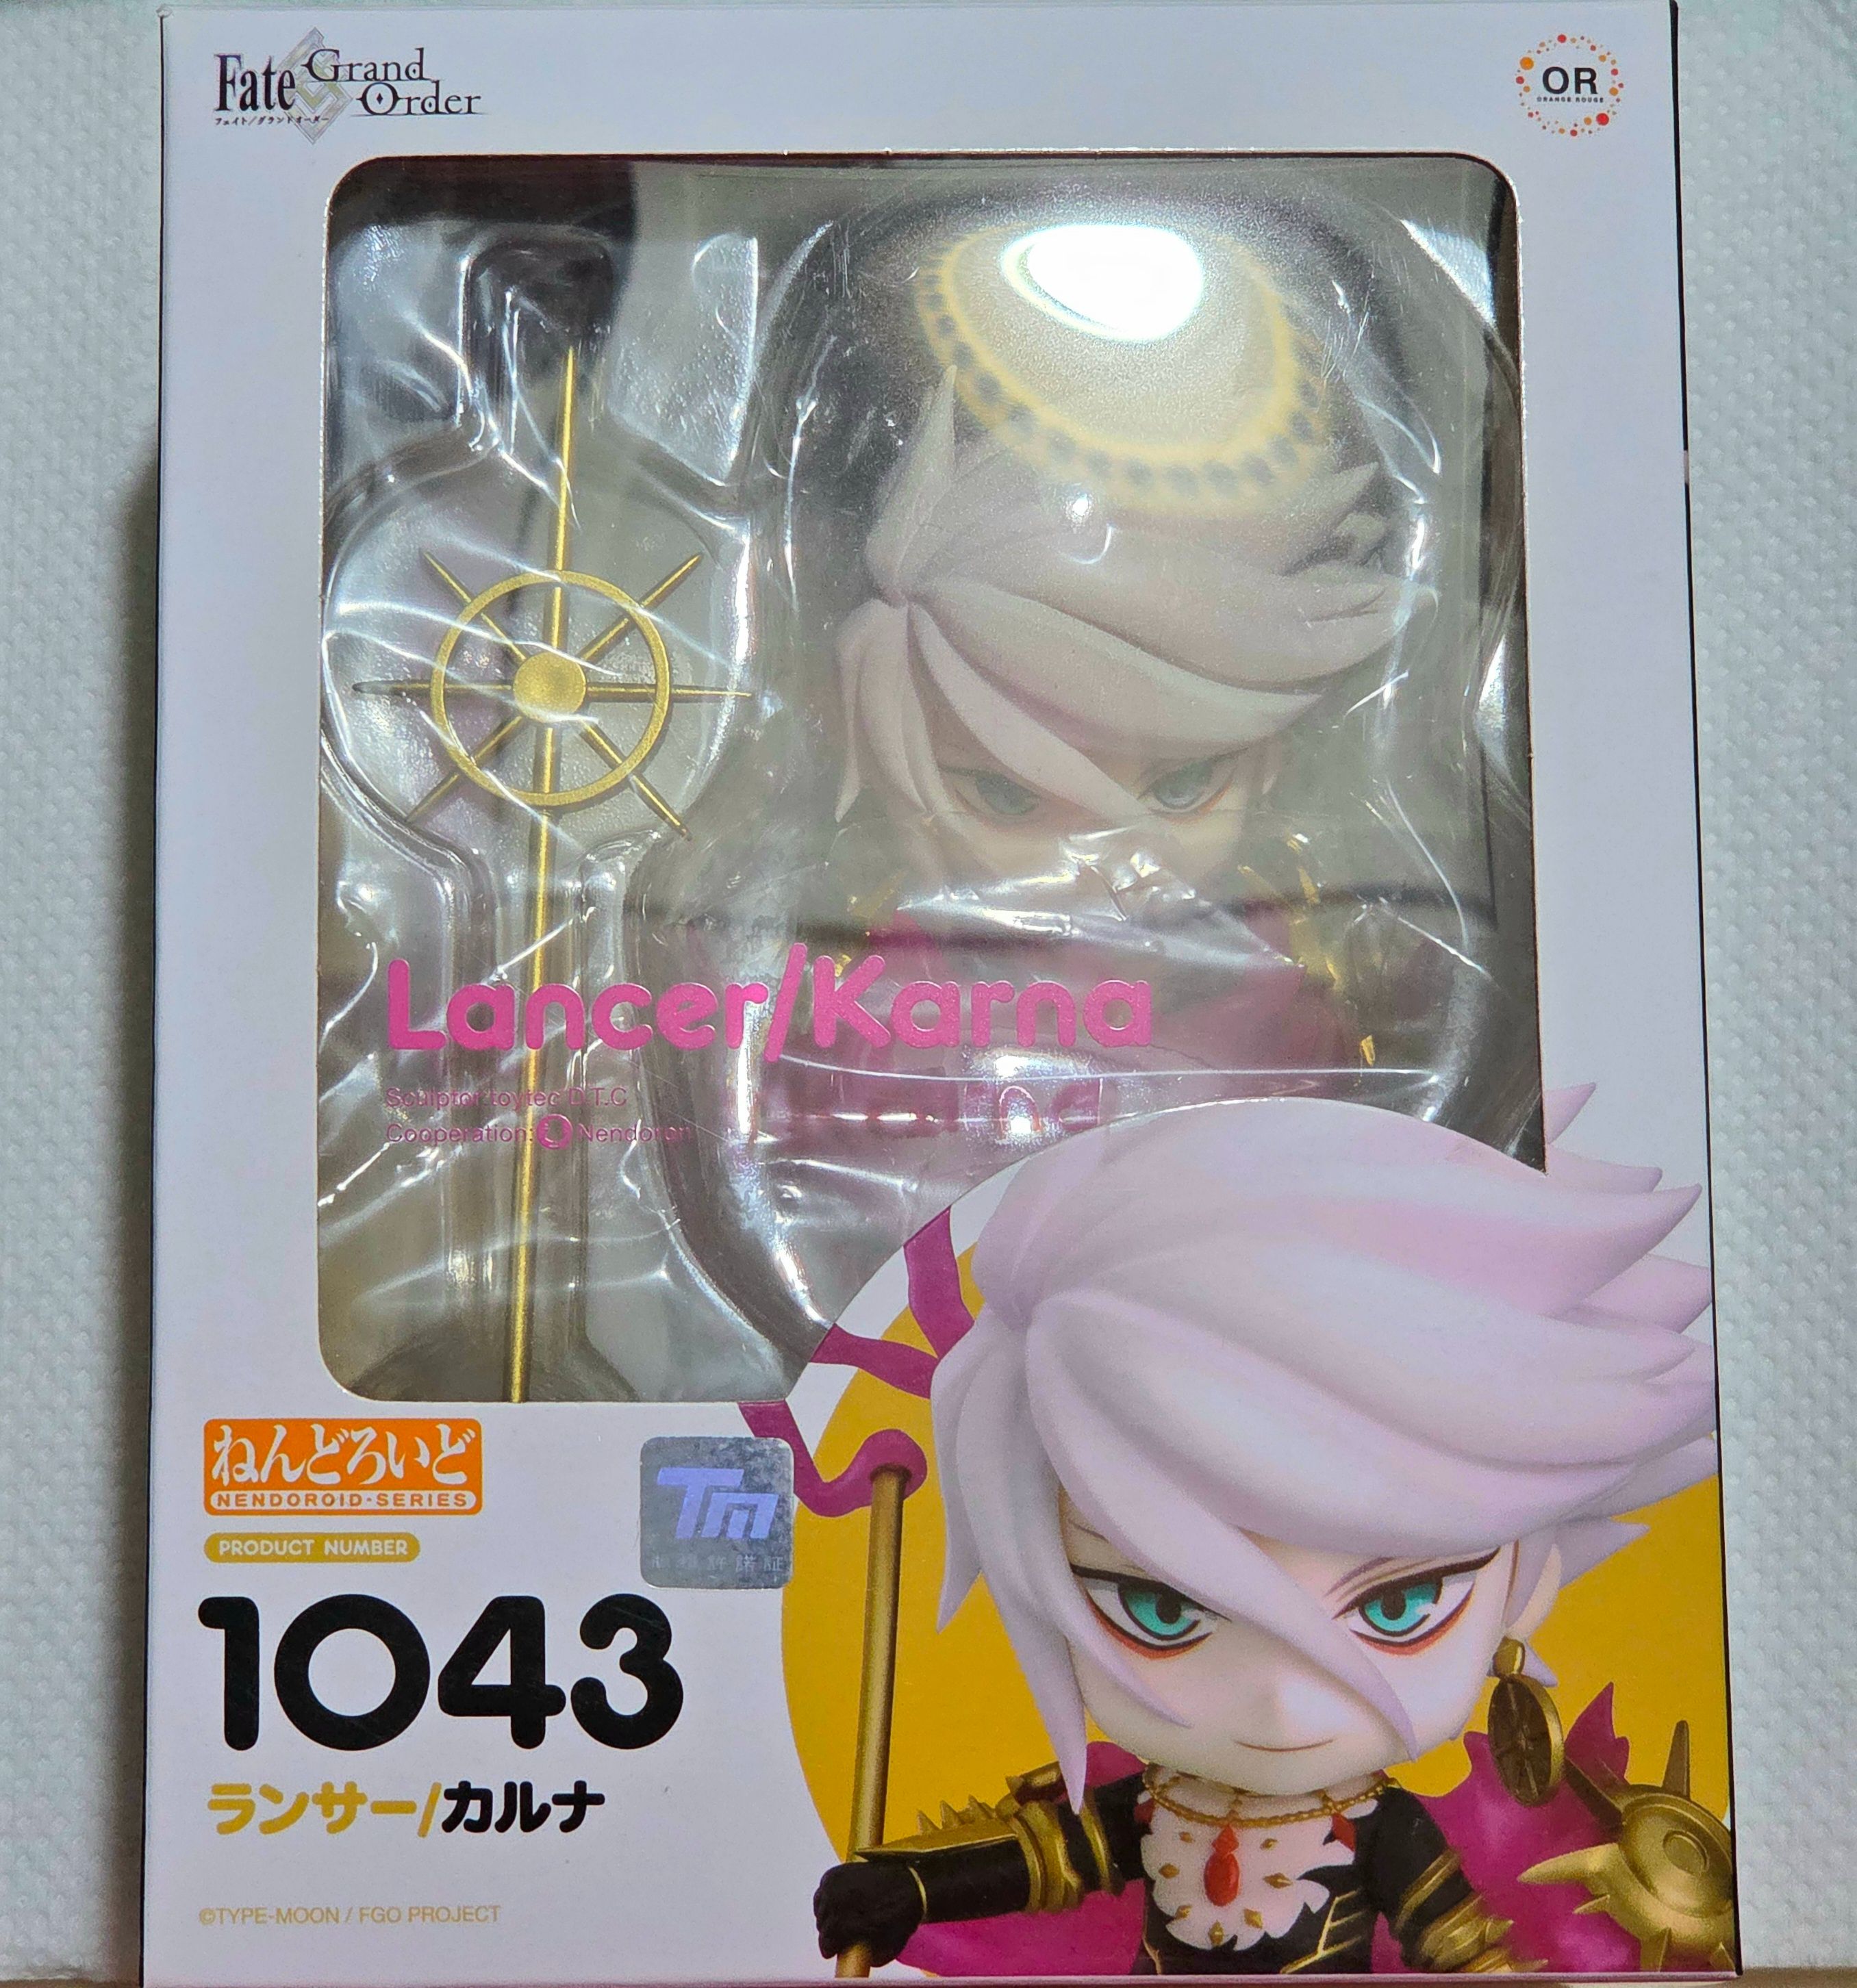 Fate Grand Order
フェイト/グランドオーダー
OR
ORANGE ROUGE
Lancer/Karna
Sculptor:toytec D.T.C
Cooperation: Nendoron
ねんどろいど
NENDOROID·SERIES
Tm
PRODUCT NUMBER
1043
ランサー/カルナ
©TYPE-MOON / FGO PROJECT